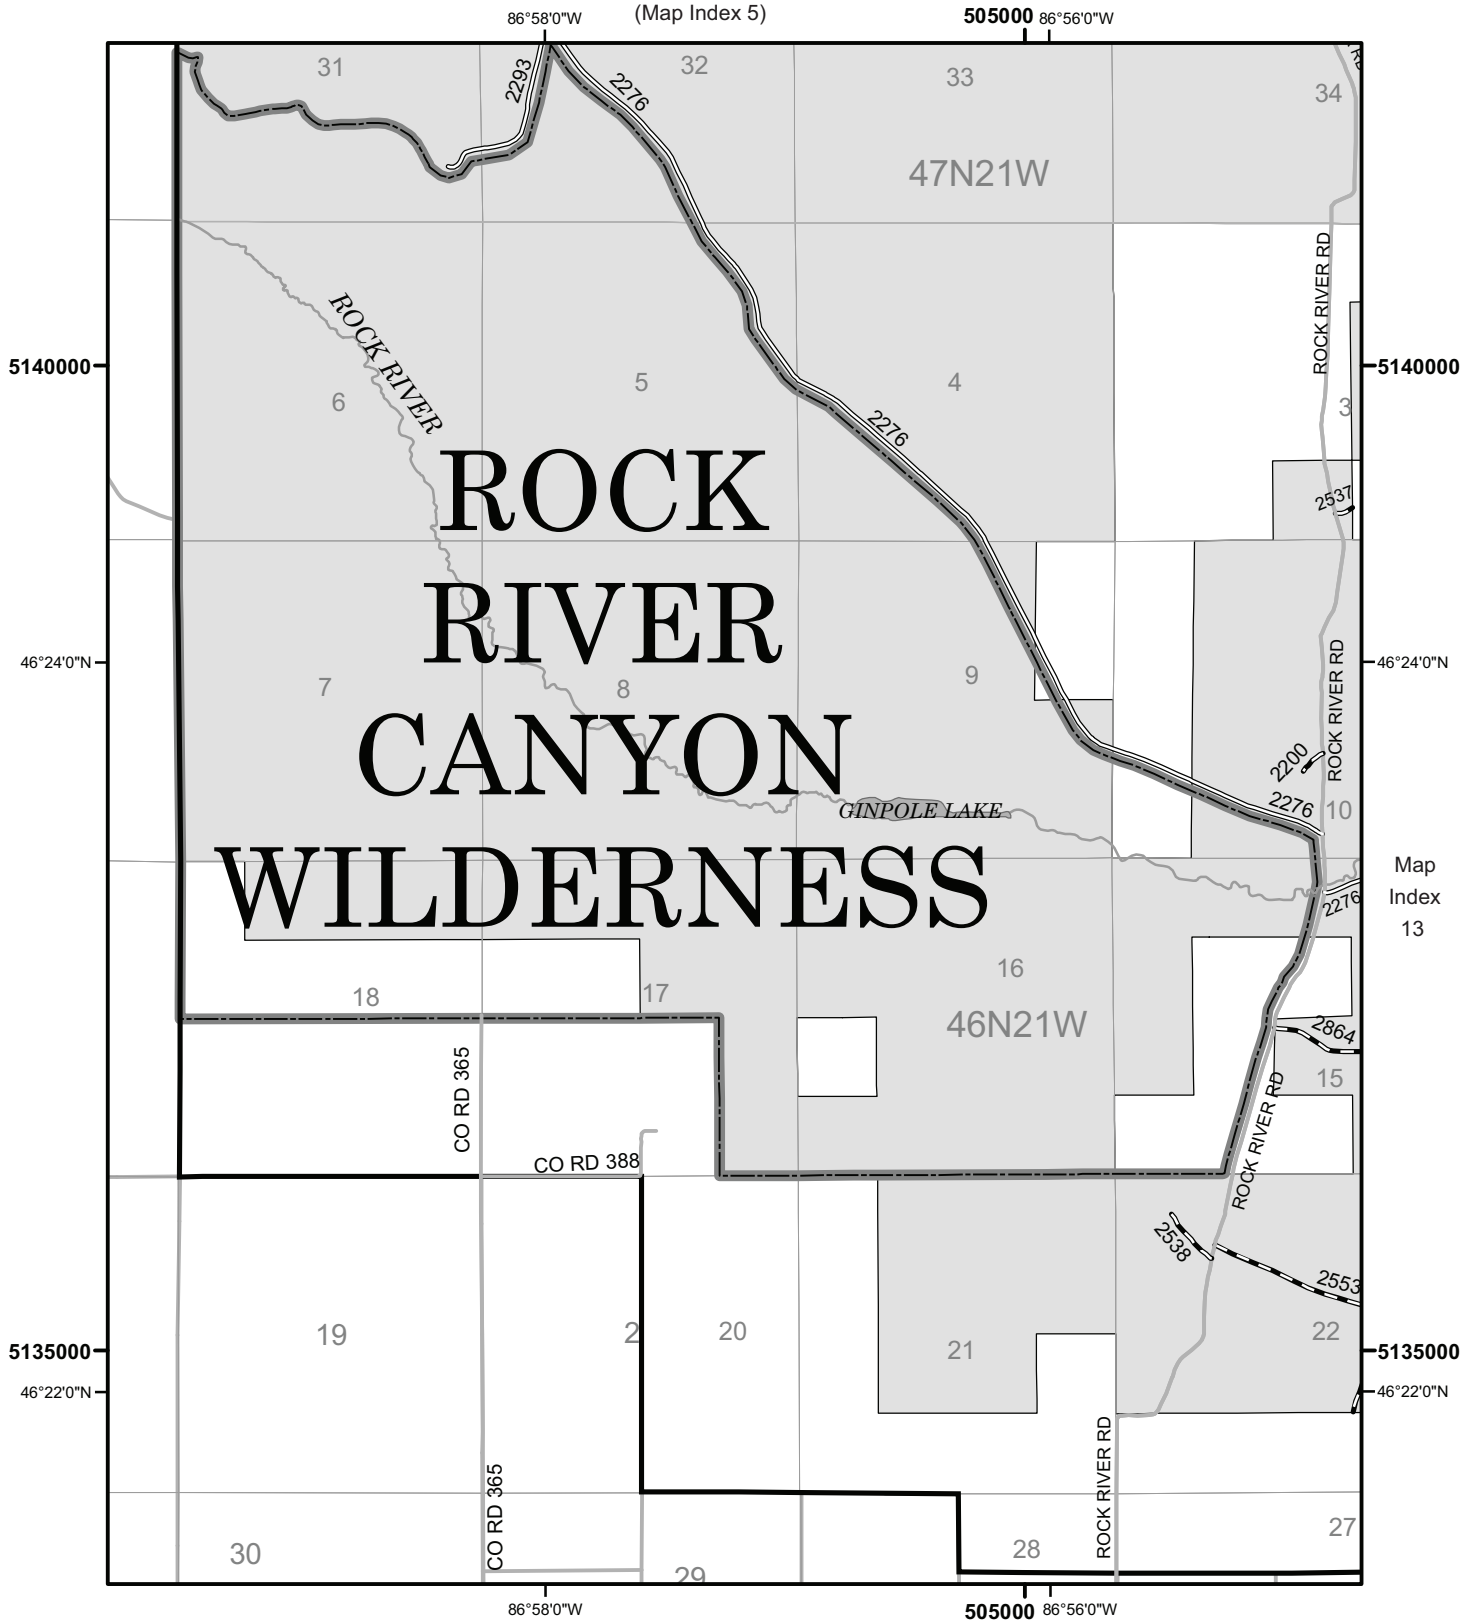 (Map Index 5)
86°58'0"W
505000
86°56'0"W
31
2293
2276
32
33
34
RD
47N21W
ROCK RIVER RD
ROCK RIVER
5140000
5140000
6
5
4
3
2276
ROCK
2537
RIVER
46°24'0"N
46°24'0"N
7
8
9
ROCK RIVER RD
CANYON
2200
2276
10
GINPOLE LAKE
WILDERNESS
Map
Index
13
2276
16
18
17
46N21W
2864
15
CO RD 365
CO RD 388
ROCK RIVER RD
2538
2553
19
2
20
21
22
5135000
5135000
46°22'0"N
46°22'0"N
CO RD 365
ROCK RIVER RD
30
29
28
27
86°58'0"W
505000
86°56'0"W